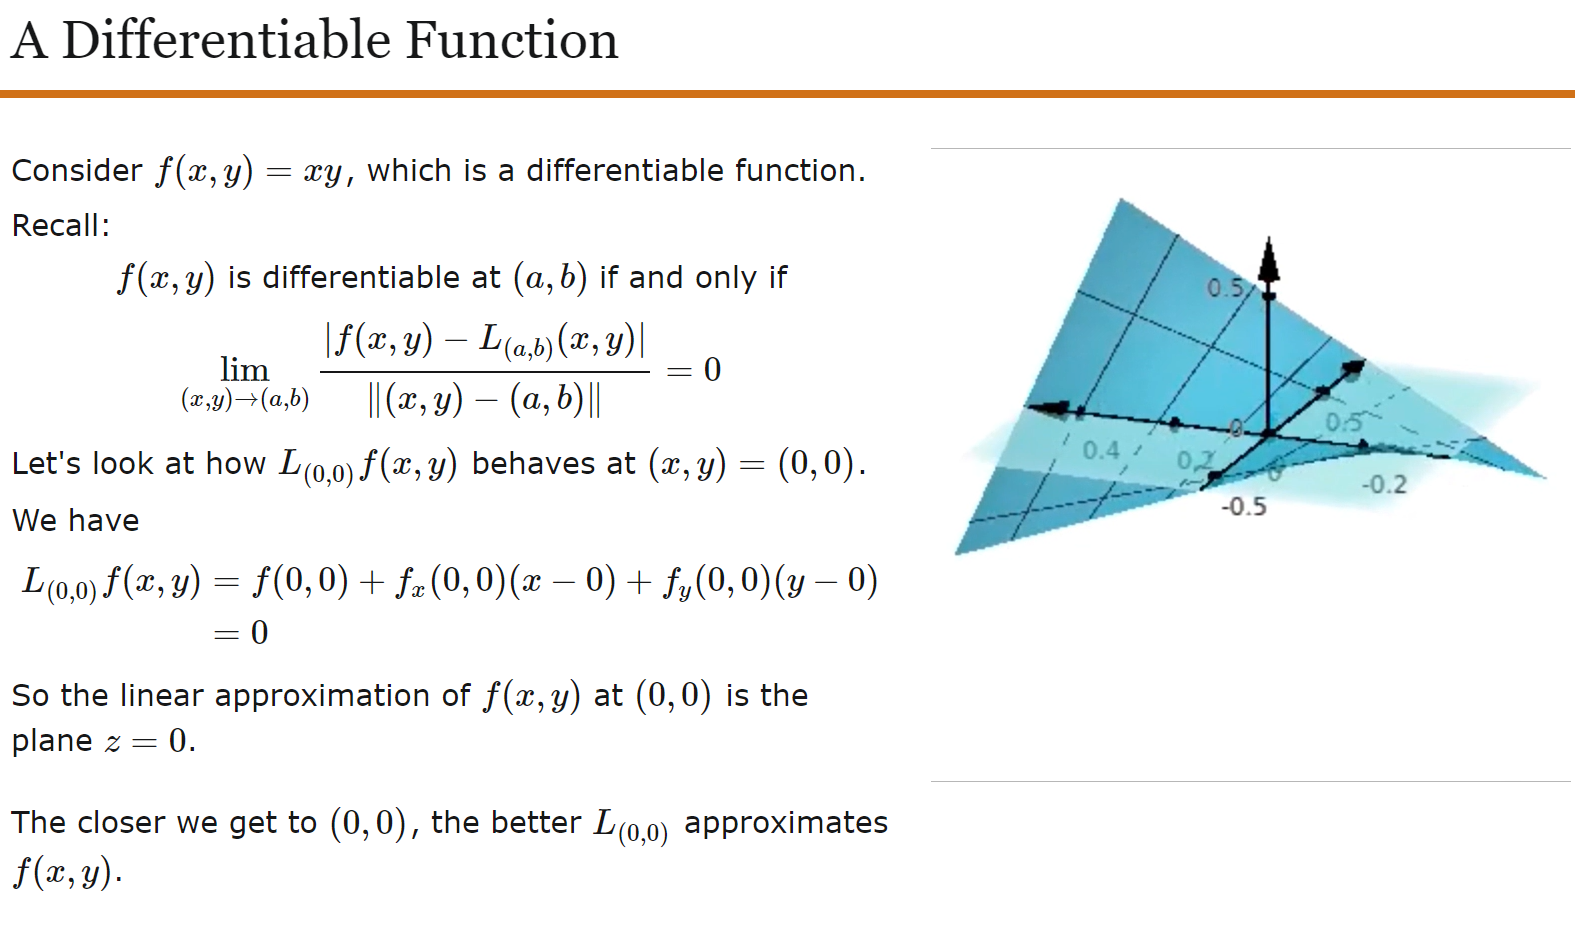 A Differentiable Function
Consider f(x, y) = xy, which is a differentiable function.
Recall:
f(x, y) is differentiable at (a, b) if and only if
lim_{(x,y)→(a,b)} |f(x, y) − L_{(a,b)}(x, y)| / ‖(x, y) − (a, b)‖ = 0
Let's look at how L_{(0,0)} f(x, y) behaves at (x, y) = (0, 0).
We have
L_{(0,0)} f(x, y) = f(0, 0) + f_x(0, 0)(x − 0) + f_y(0, 0)(y − 0)
= 0
So the linear approximation of f(x, y) at (0, 0) is the
plane z = 0.
The closer we get to (0, 0), the better L_{(0,0)} approximates
f(x, y).
0.5
0.5
0
0.4
0.2
0
-0.2
-0.5